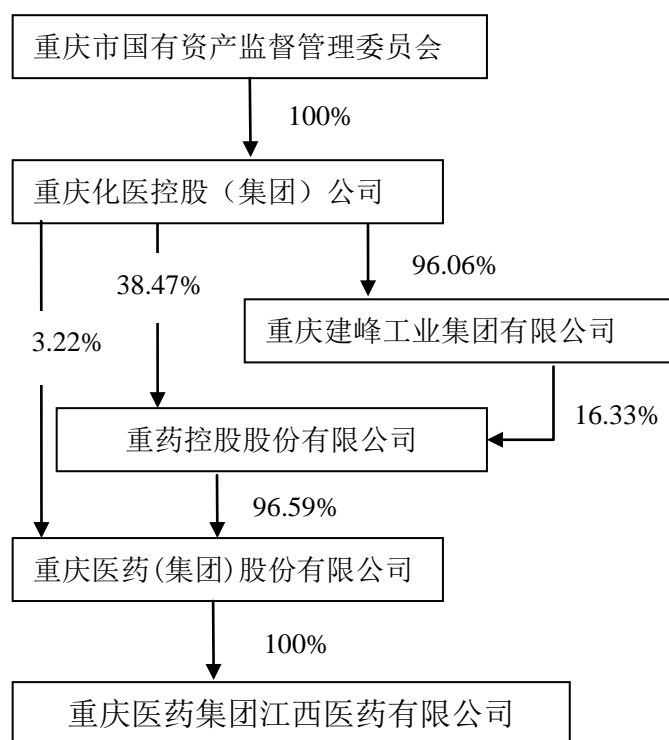 重庆市国有资产监督管理委员会
100%
重庆化医控股（集团）公司
96.06%
38.47%
3.22%
重庆建峰工业集团有限公司
16.33%
重药控股股份有限公司
96.59%
重庆医药(集团)股份有限公司
100%
重庆医药集团江西医药有限公司